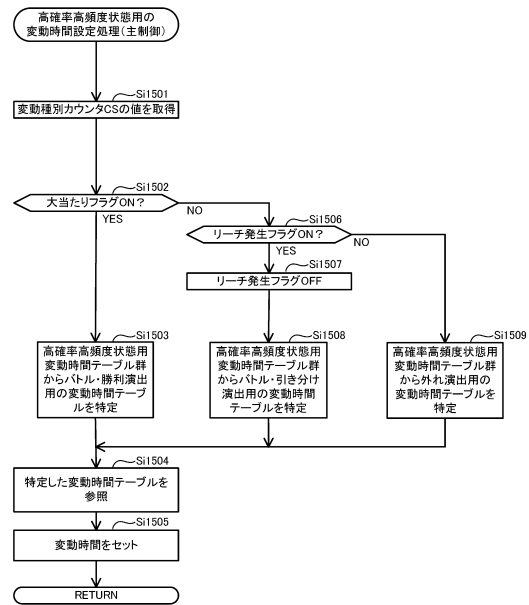 高確率高頻度状態用の
変動時間設定処理(主制御)
Si1501
変動種別カウンタCSの値を取得
Si1502
大当たりフラグON?
YES
NO
Si1506
リーチ発生フラグON?
YES
NO
Si1507
リーチ発生フラグOFF
Si1503
高確率高頻度状態用
変動時間テーブル群
からバトル・勝利演出
用の変動時間テーブ
ルを特定
Si1508
高確率高頻度状態用
変動時間テーブル群
からバトル・引き分け
演出用の変動時間
テーブルを特定
Si1509
高確率高頻度状態用
変動時間テーブル群
から外れ演出用の
変動時間テーブルを
特定
Si1504
特定した変動時間テーブルを
参照
Si1505
変動時間をセット
RETURN